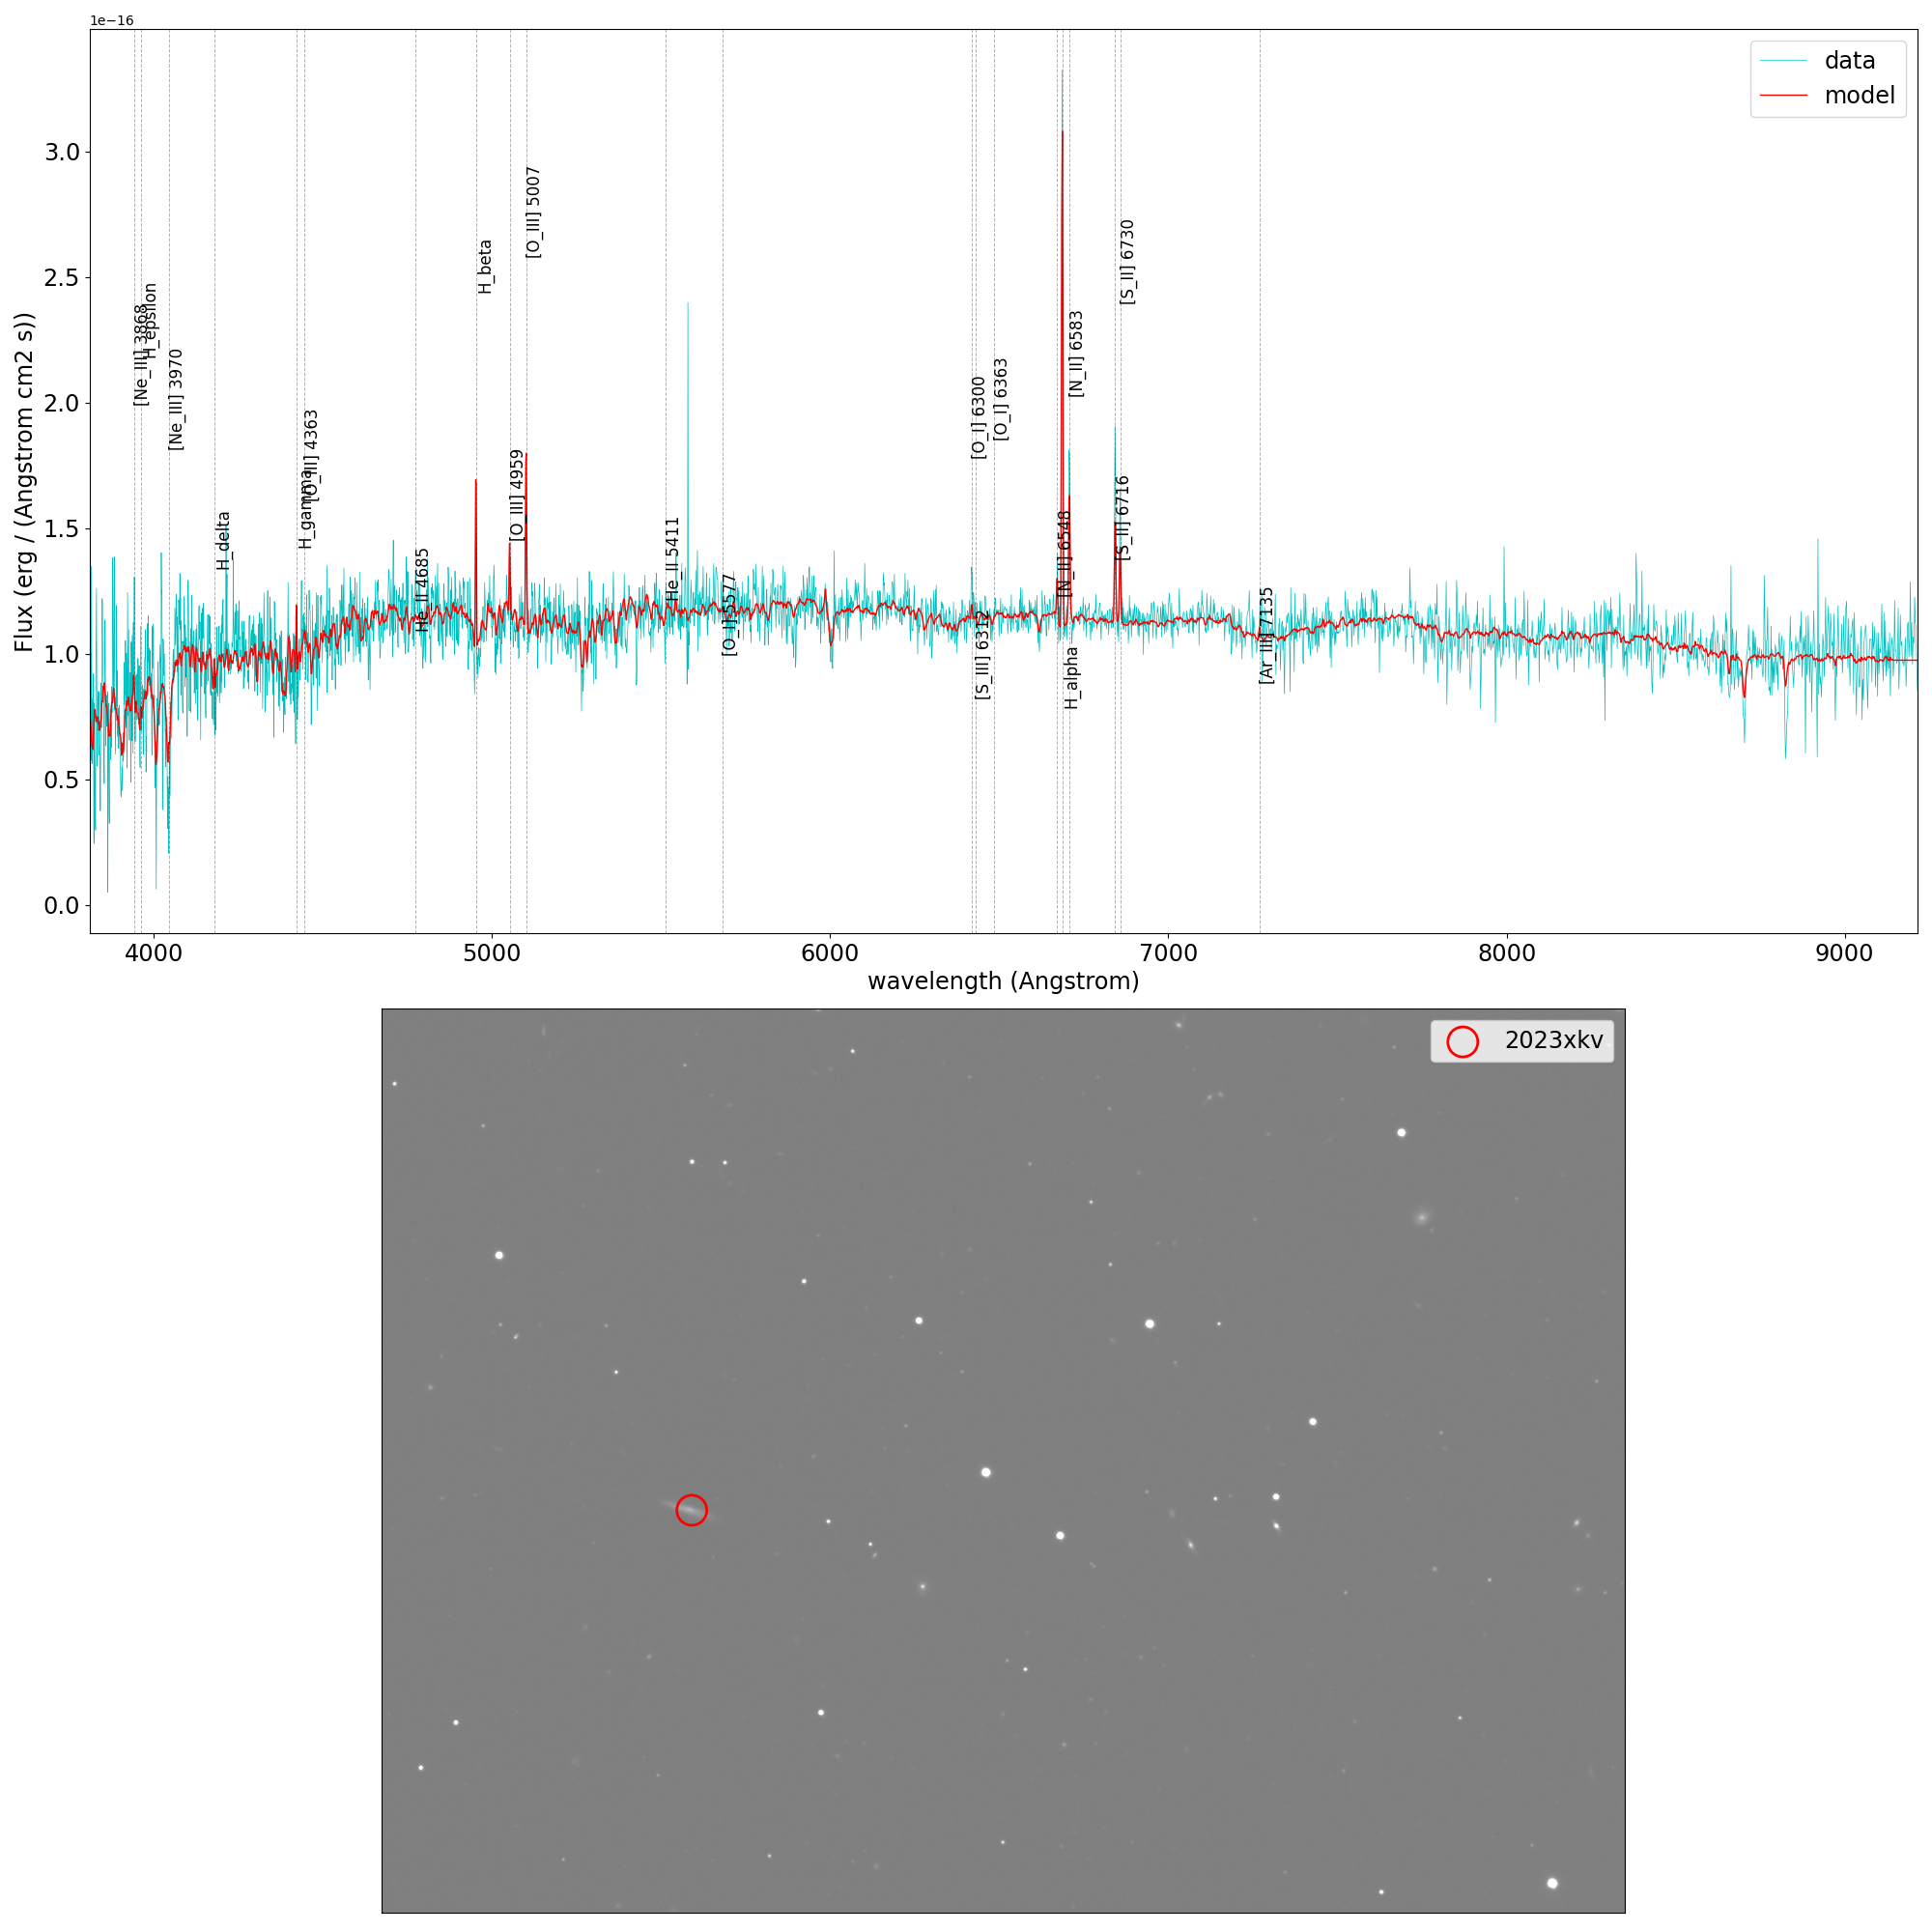 1e−16
data
model
3.0
2.5
2.0
1.5
1.0
0.5
0.0
Flux (erg / (Angstrom cm2 s))
[Ne_III] 3868
H_epsilon
[Ne_III] 3970
H_delta
H_gamma
[O_III] 4363
He_II 4685
H_beta
[O_III] 4959
[O_III] 5007
He_II 5411
[O_I] 5577
[O_I] 6300
[S_III] 6312
[O_I] 6363
[N_II] 6548
H_alpha
[N_II] 6583
[S_II] 6716
[S_II] 6730
[Ar_III] 7135
4000 5000 6000 7000 8000 9000
wavelength (Angstrom)
2023xkv